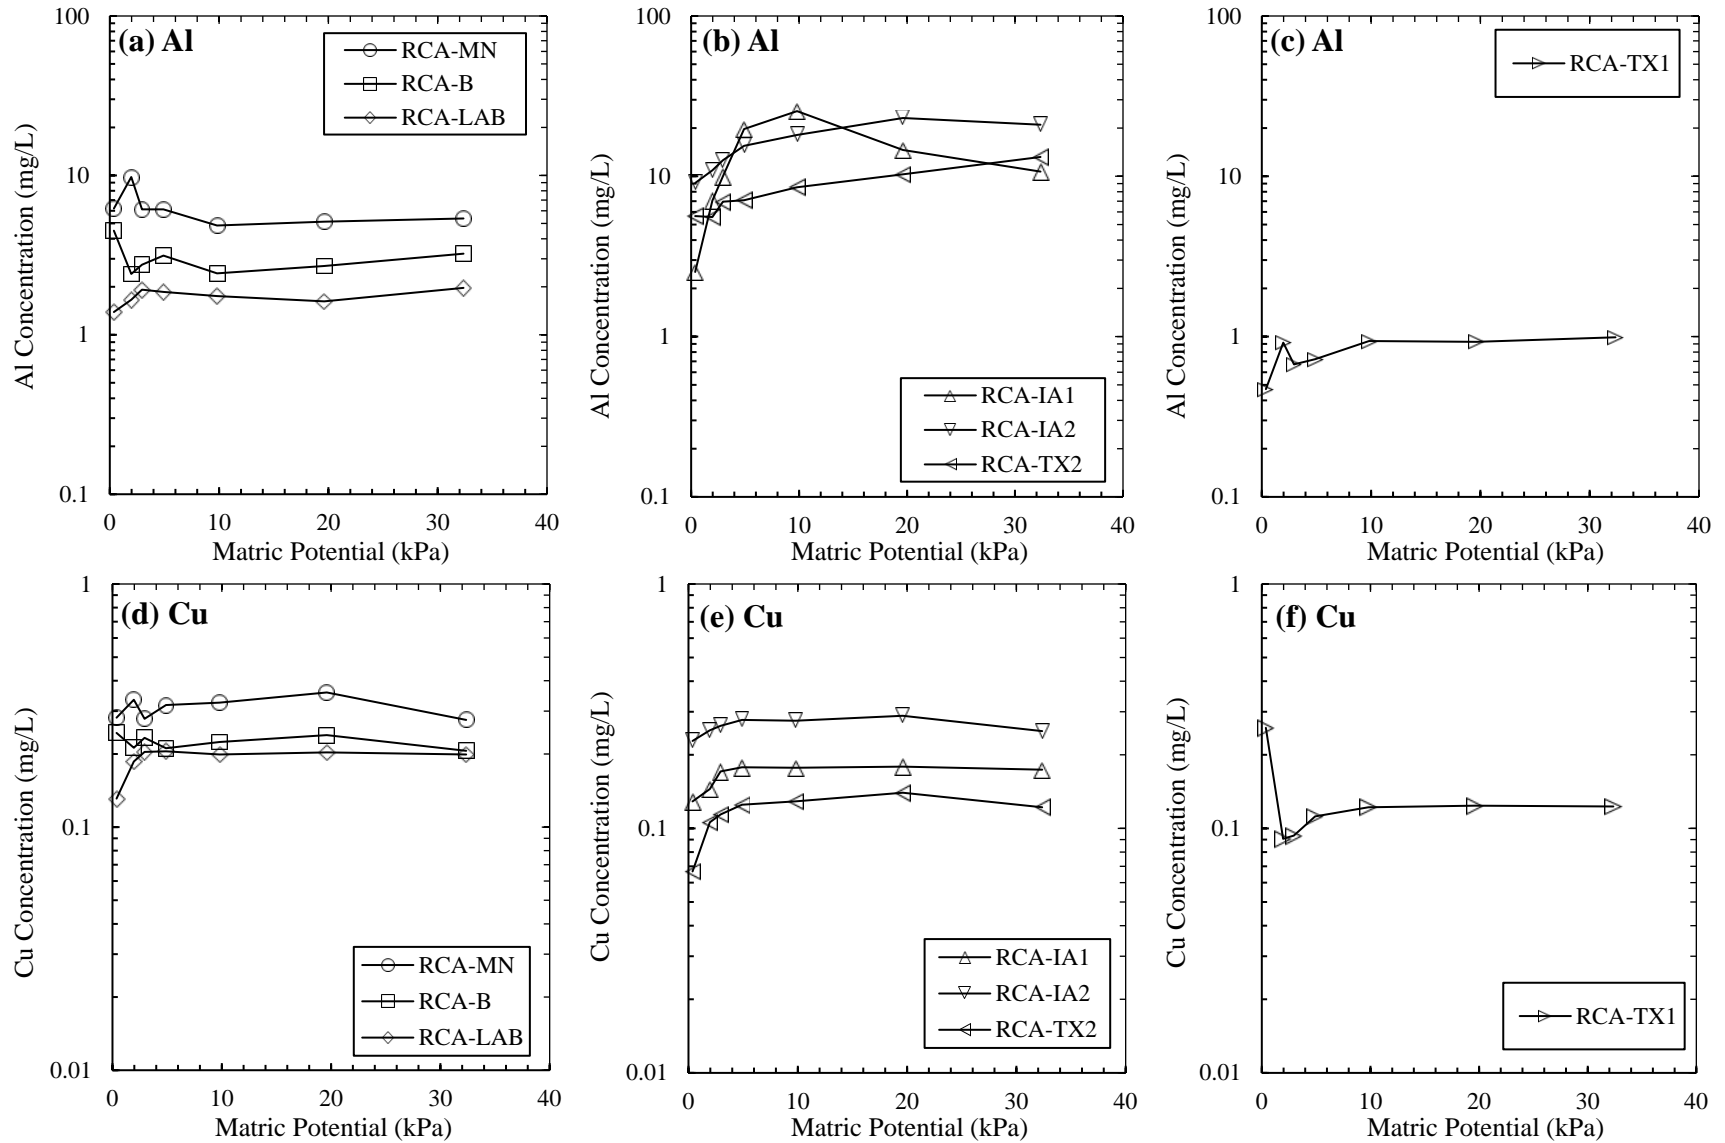 (a) Al
RCA-MN
RCA-B
RCA-LAB
100
10
1
0.1
Al Concentration (mg/L)
0 10 20 30 40
Matric Potential (kPa)
(b) Al
RCA-IA1
RCA-IA2
RCA-TX2
100
10
1
0.1
Al Concentration (mg/L)
0 10 20 30 40
Matric Potential (kPa)
(c) Al
RCA-TX1
100
10
1
0.1
Al Concentration (mg/L)
0 10 20 30 40
Matric Potential (kPa)
(d) Cu
RCA-MN
RCA-B
RCA-LAB
1
0.1
0.01
Cu Concentration (mg/L)
0 10 20 30 40
Matric Potential (kPa)
(e) Cu
RCA-IA1
RCA-IA2
RCA-TX2
1
0.1
0.01
Cu Concentration (mg/L)
0 10 20 30 40
Matric Potential (kPa)
(f) Cu
RCA-TX1
1
0.1
0.01
Cu Concentration (mg/L)
0 10 20 30 40
Matric Potential (kPa)